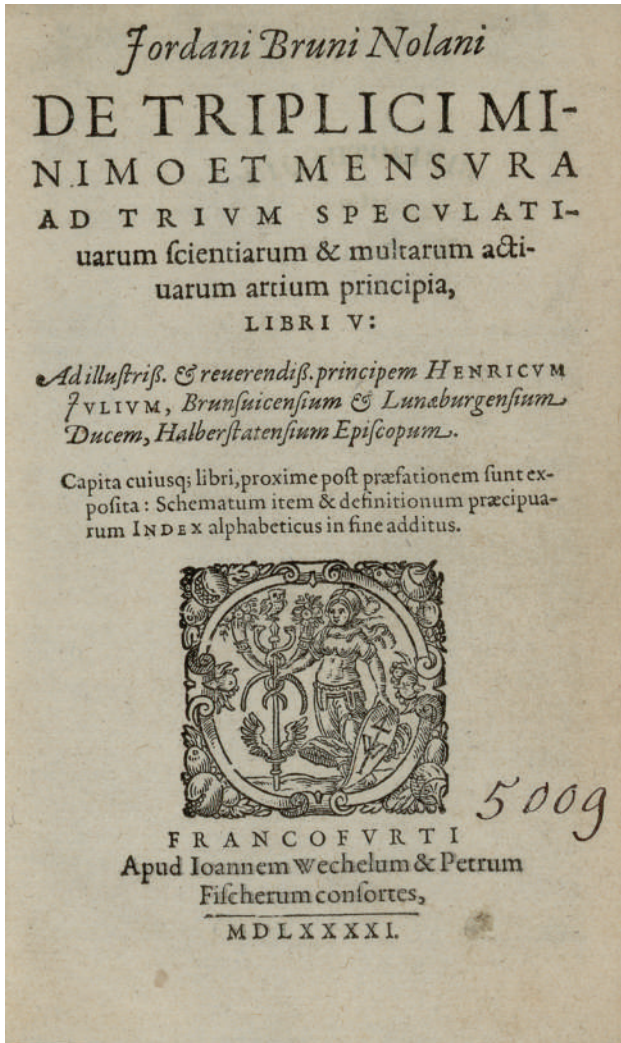 Jordani Bruni Nolani
DE TRIPLICI MI-
NIMO ET MENSVRA
AD TRIVM SPECVLATI-
uarum ſcientiarum & multarum acti-
uarum artium principia,
LIBRI V:
Ad illuſtriß. & reuerendiß. principem HENRICVM
JVLIVM, Brunſuicenſium & Lunæburgenſium
Ducem, Halberſtatenſium Epiſcopum.
Capita cuiusq; libri, proxime poſt præfationem ſunt ex-
poſita: Schematum item & definitionum præcipua-
rum INDEX alphabeticus in fine additus.
5009
FRANCOFVRTI
Apud Ioannem Wechelum & Petrum
Fiſcherum conſortes,
MDLXXXXI.